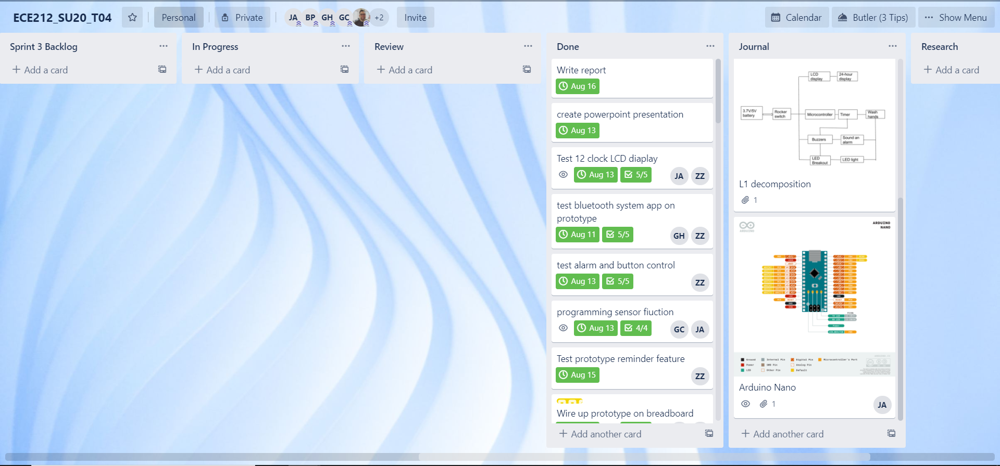 ECE212_SU20_T04
Personal
Private
JA
BP
GH
GC
+2
Invite
Calendar
Butler (3 Tips)
Show Menu
Sprint 3 Backlog
Add a card
In Progress
Add a card
Review
Add a card
Done
Write report
Aug 16
create powerpoint presentation
Aug 13
Test 12 clock LCD diaplay
Aug 13
5/5
JA
ZZ
test bluetooth system app on
prototype
Aug 11
5/5
GH
ZZ
test alarm and button control
Aug 13
5/5
ZZ
programming sensor fiuction
Aug 13
4/4
GC
JA
Test prototype reminder feature
Aug 15
ZZ
Wire up prototype on breadboard
Add another card
Journal
LCD
display
24-hour
display
3.7V/5V
battery
Rocker
switch
Microcontroller
Timer
Wash
hands
Buzzers
Sound an
alarm
LED
Breakout
LED light
L1 decomposition
1
ARDUINO
NANO
Ground
Internal Pin
Digital Pin
Microcontroller's Port
Power
SWD Pin
Analog Pin
LED
Other Pin
Default
Arduino Nano
1
JA
Add another card
Research
Add a card